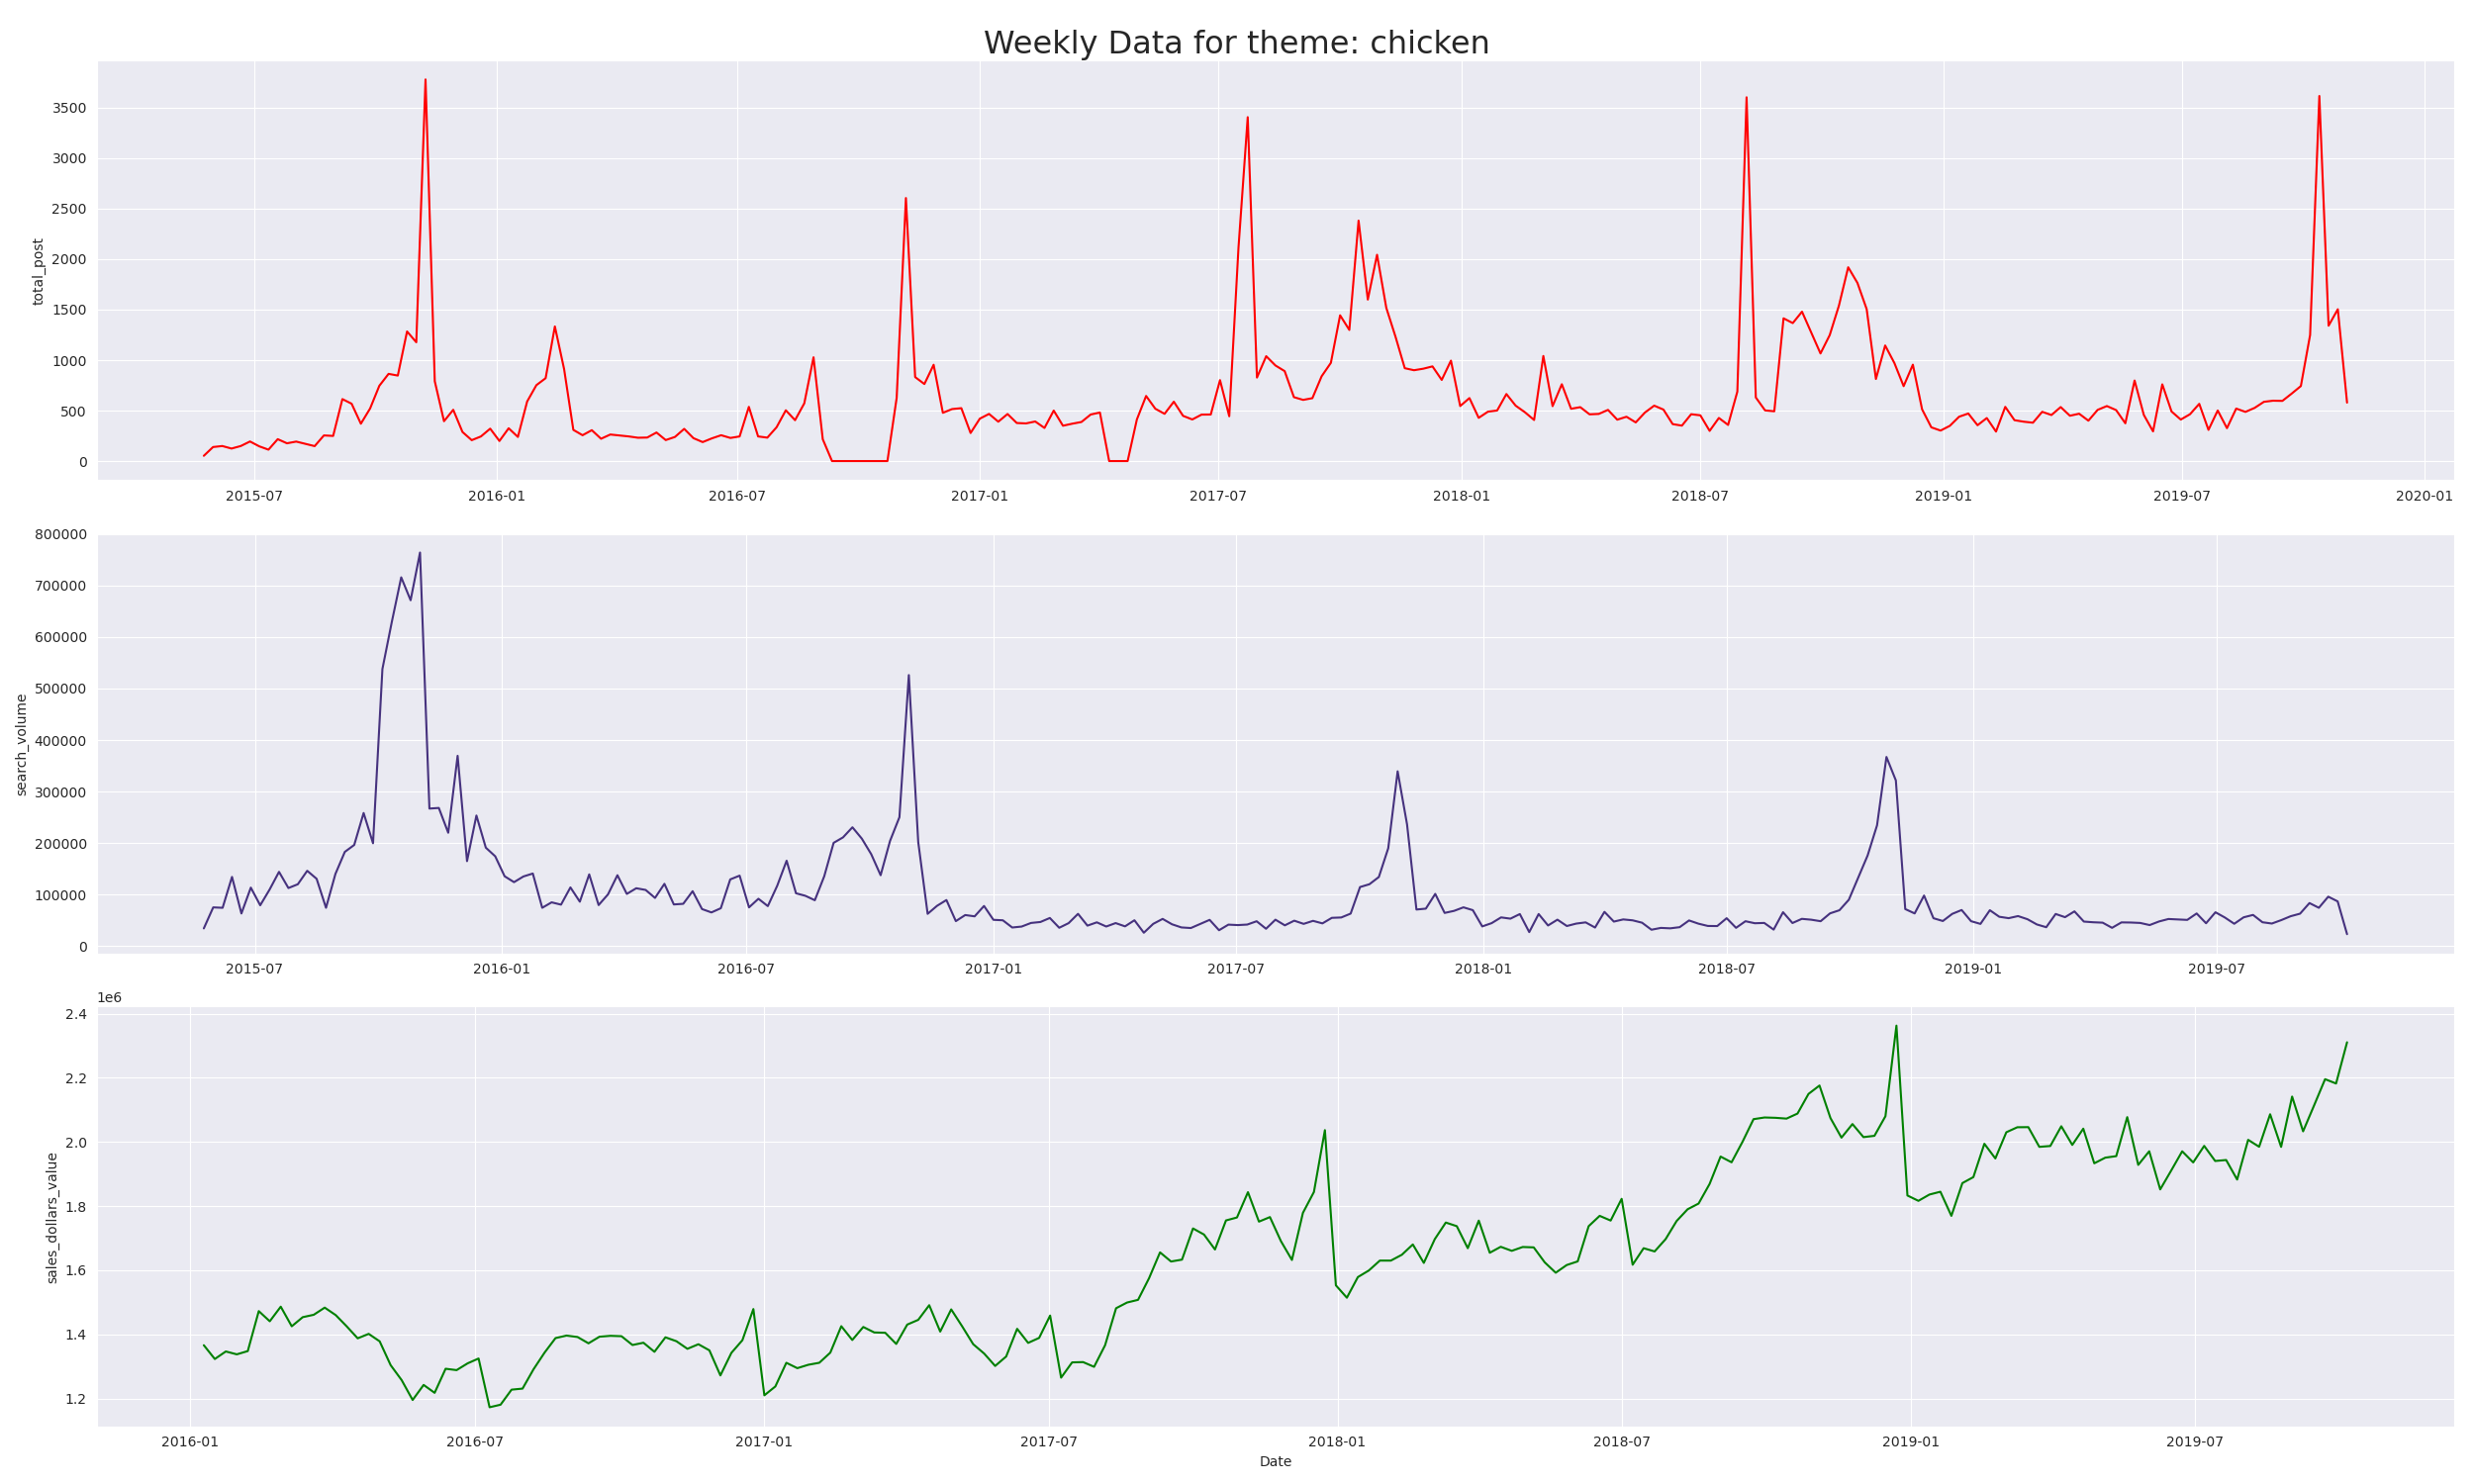 Weekly Data for theme: chicken
total_post
3500
3000
2500
2000
1500
1000
500
0
2015-07 2016-01 2016-07 2017-01 2017-07 2018-01 2018-07 2019-01 2019-07 2020-01
search_volume
800000
700000
600000
500000
400000
300000
200000
100000
0
2015-07 2016-01 2016-07 2017-01 2017-07 2018-01 2018-07 2019-01 2019-07
1e6
sales_dollars_value
2.4
2.2
2.0
1.8
1.6
1.4
1.2
2016-01 2016-07 2017-01 2017-07 2018-01 2018-07 2019-01 2019-07
Date